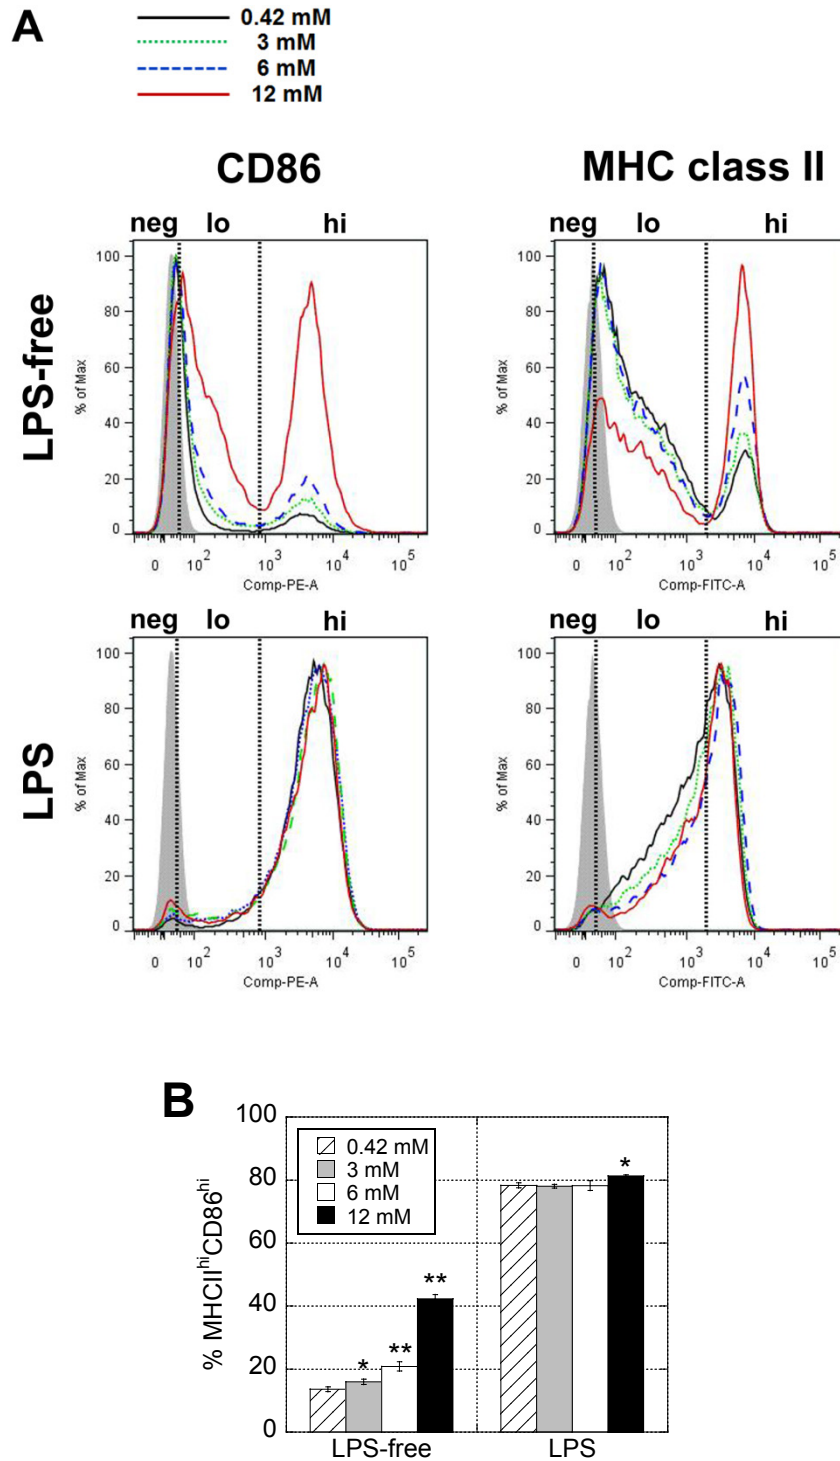 A
0.42 mM
3 mM
6 mM
12 mM
CD86
MHC class II
neg lo hi
neg lo hi
LPS-free
% of Max
100
80
60
40
20
0
0 10² 10³ 10⁴ 10⁵
Comp-PE-A
% of Max
100
80
60
40
20
0
0 10² 10³ 10⁴ 10⁵
Comp-FITC-A
neg lo hi
neg lo hi
LPS
% of Max
100
80
60
40
20
0
0 10² 10³ 10⁴ 10⁵
Comp-PE-A
% of Max
100
80
60
40
20
0
0 10² 10³ 10⁴ 10⁵
Comp-FITC-A
B
% MHCIIʰⁱCD86ʰⁱ
100
80
60
40
20
0
0.42 mM
3 mM
6 mM
12 mM
* ** **
*
LPS-free LPS